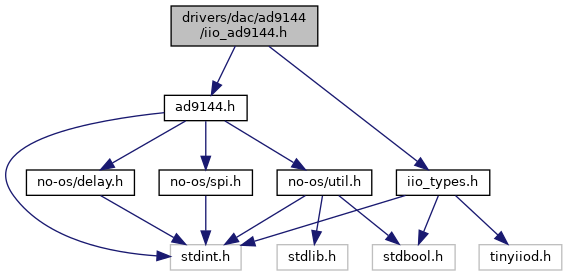 drivers/dac/ad9144
/iio_ad9144.h
ad9144.h
no-os/delay.h
no-os/spi.h
no-os/util.h
iio_types.h
stdint.h
stdlib.h
stdbool.h
tinyiiod.h